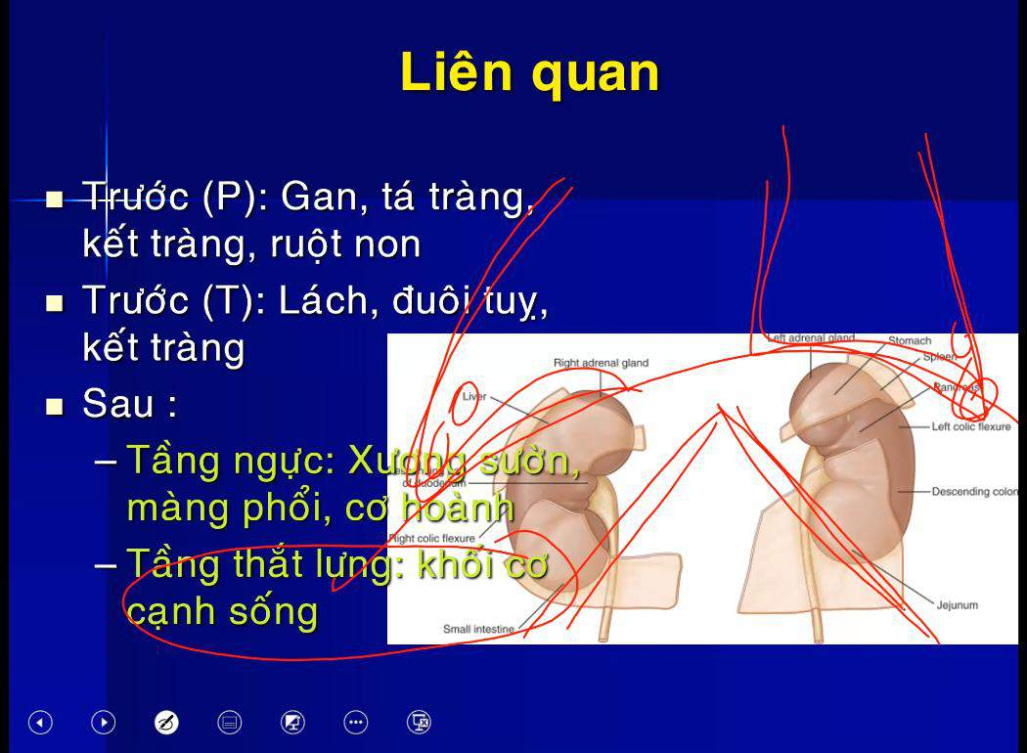 Liên quan
Trước (P): Gan, tá tràng,
kết tràng, ruột non
Trước (T): Lách, đuôi tuỵ,
kết tràng
Sau :
– Tầng ngực: Xương sườn,
màng phổi, cơ hoành
– Tầng thắt lưng: khối cơ
cạnh sống
Right adrenal gland
Liver
of duodenum
Right colic flexure
Small intestine
Left adrenal gland
Stomach
Spleen
Pancreas
Left colic flexure
Descending colon
Jejunum